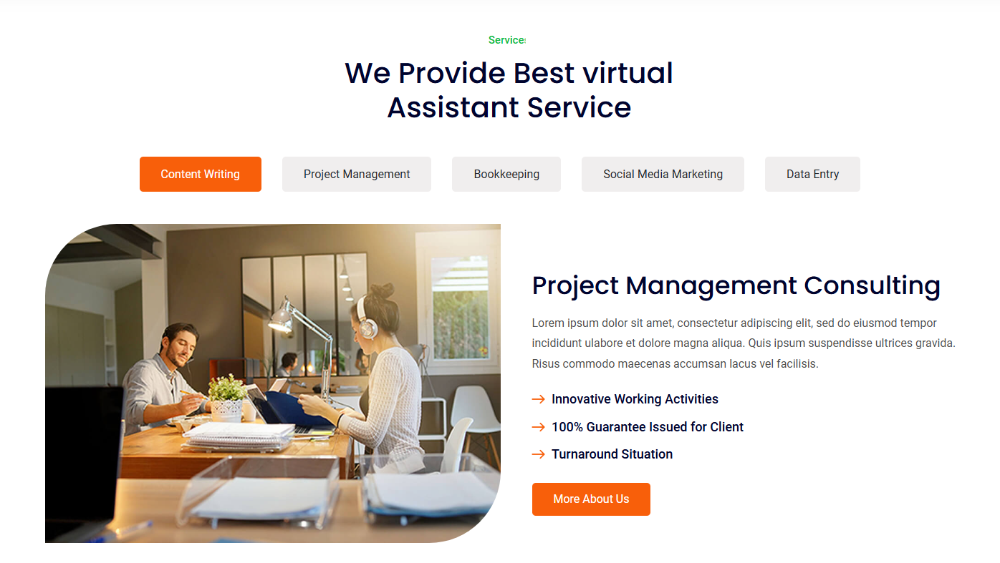 Services
We Provide Best virtual
Assistant Service
Content Writing
Project Management
Bookkeeping
Social Media Marketing
Data Entry
Project Management Consulting
Lorem ipsum dolor sit amet, consectetur adipiscing elit, sed do eiusmod tempor
incididunt ulabore et dolore magna aliqua. Quis ipsum suspendisse ultrices gravida.
Risus commodo maecenas accumsan lacus vel facilisis.
Innovative Working Activities
100% Guarantee Issued for Client
Turnaround Situation
More About Us